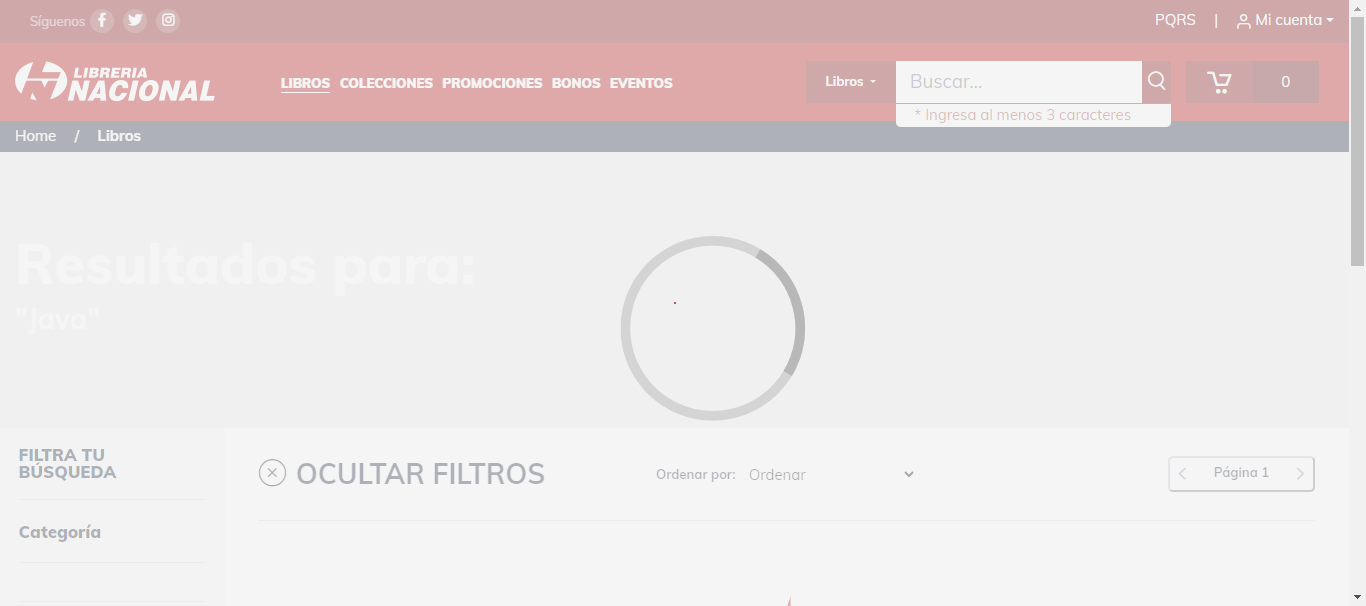 Síguenos
PQRS | Mi cuenta
LIBRERIA
NACIONAL
LIBROS COLECCIONES PROMOCIONES BONOS EVENTOS
Libros
Buscar...
0
* Ingresa al menos 3 caracteres
Home / Libros
Resultados para:
"Java"
FILTRA TU
BÚSQUEDA
OCULTAR FILTROS
Ordenar por: Ordenar
Página 1
Categoría